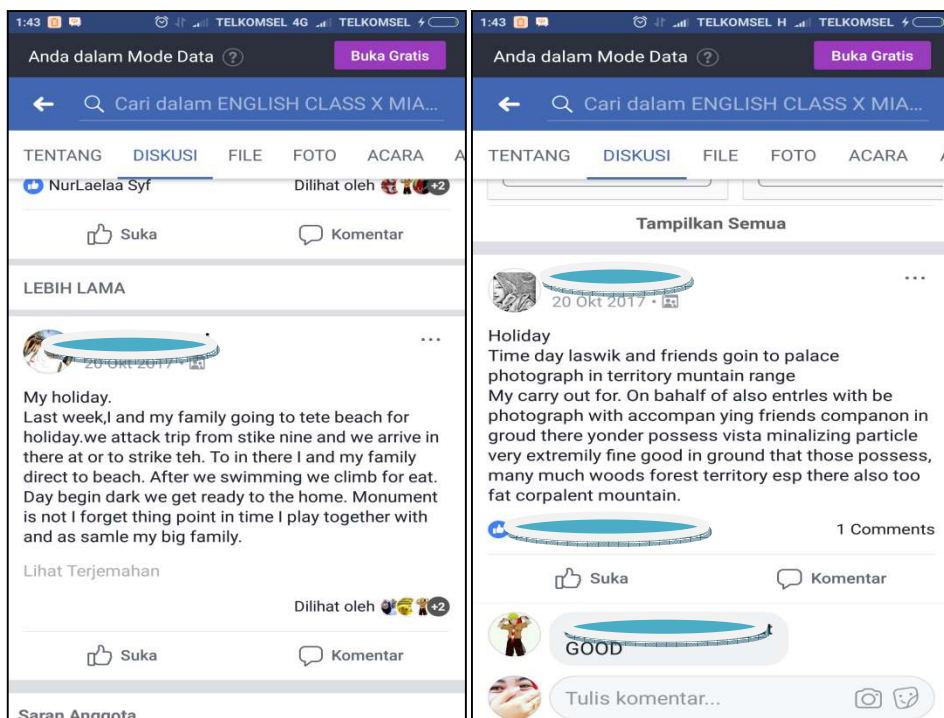 1:43 TELKOMSEL 4G TELKOMSEL
Anda dalam Mode Data ? Buka Gratis
Cari dalam ENGLISH CLASS X MIA...
TENTANG DISKUSI FILE FOTO ACARA A
NurLaelaa Syf Dilihat oleh +2
Suka Komentar
LEBIH LAMA
20 Okt 2017
My holiday.
Last week,I and my family going to tete beach for
holiday.we attack trip from stike nine and we arrive in
there at or to strike teh. To in there I and my family
direct to beach. After we swimming we climb for eat.
Day begin dark we get ready to the home. Monument
is not I forget thing point in time I play together with
and as samle my big family.
Lihat Terjemahan
Dilihat oleh +2
Suka Komentar
Saran Anggota
1:43 TELKOMSEL H TELKOMSEL
Anda dalam Mode Data ? Buka Gratis
Cari dalam ENGLISH CLASS X MIA...
TENTANG DISKUSI FILE FOTO ACARA
Tampilkan Semua
20 Okt 2017
Holiday
Time day laswik and friends goin to palace
photograph in territory muntain range
My carry out for. On bahalf of also entrles with be
photograph with accompan ying friends companon in
groud there yonder possess vista minalizing particle
very extremily fine good in ground that those possess,
many much woods forest territory esp there also too
fat corpalent mountain.
1 Comments
Suka Komentar
GOOD
Tulis komentar...